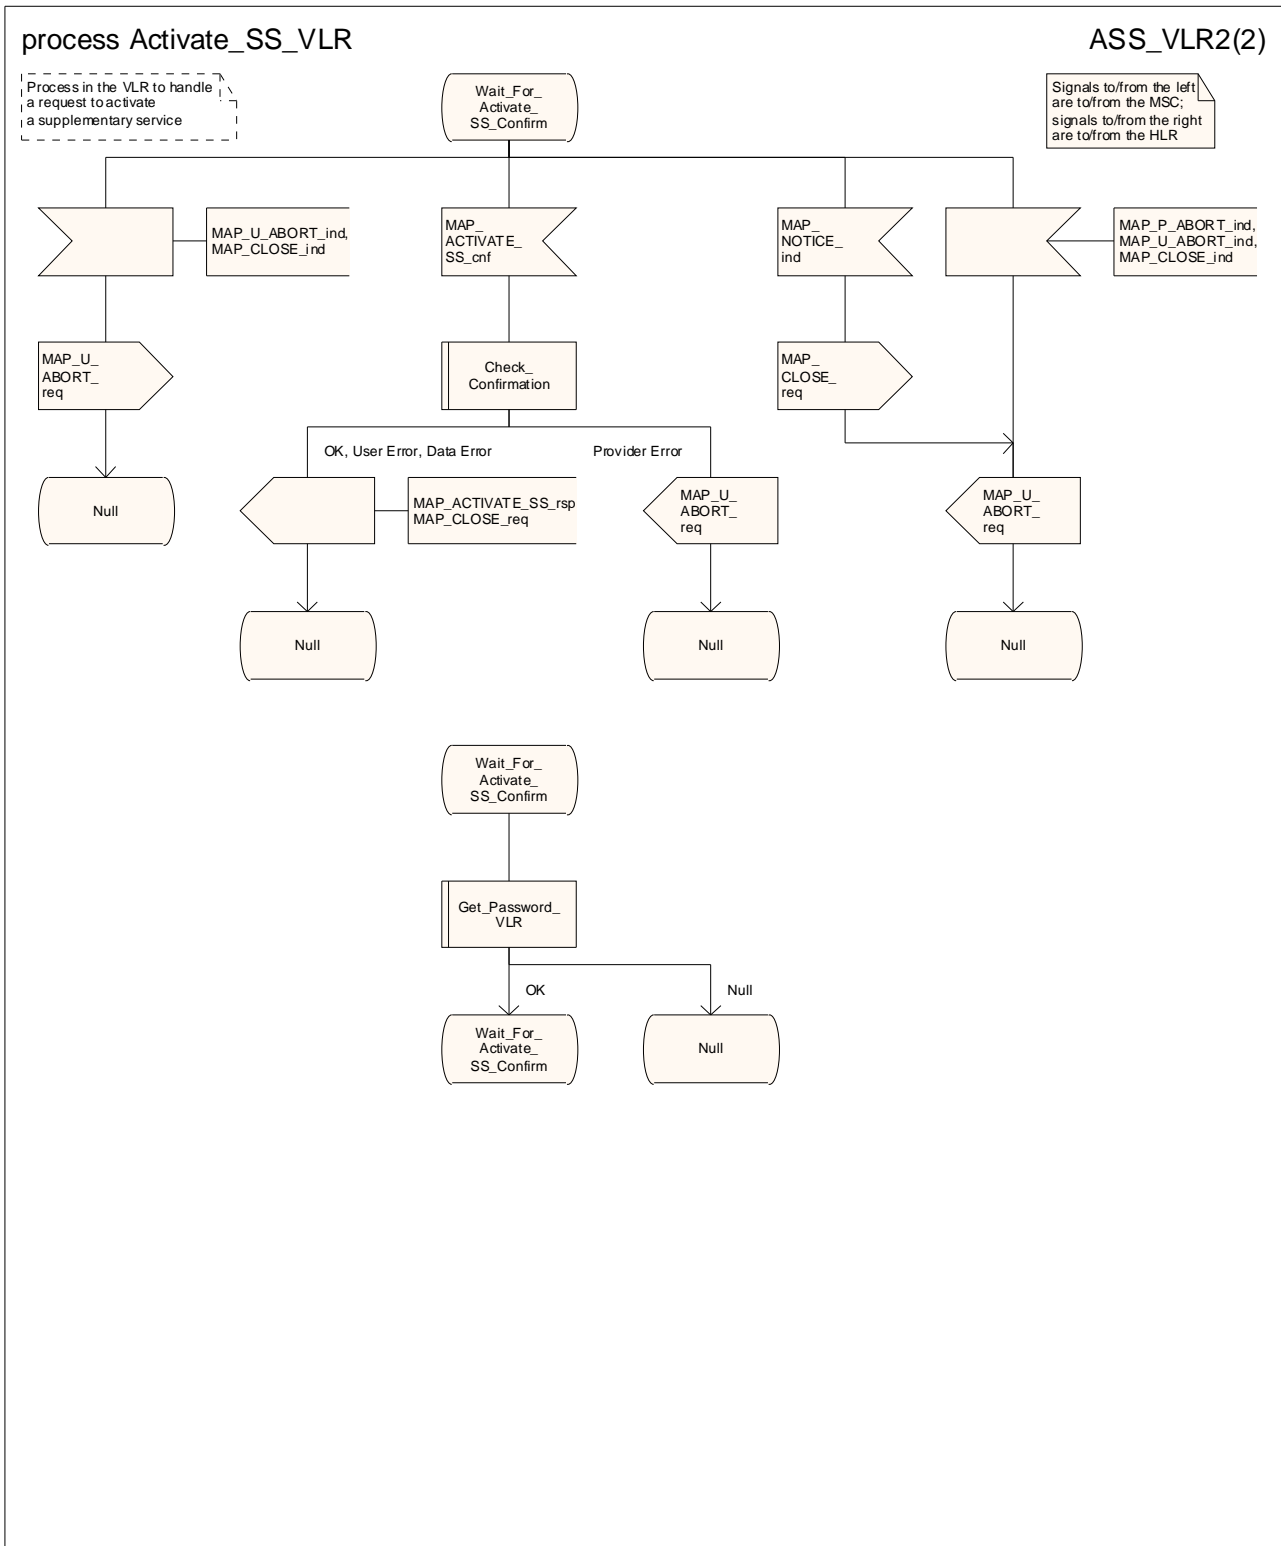 process Activate_SS_VLR
ASS_VLR2(2)
Process in the VLR to handle
a request to activate
a supplementary service
Wait_For_
Activate_
SS_Confirm
Signals to/from the left
are to/from the MSC;
signals to/from the right
are to/from the HLR
MAP_U_ABORT_ind,
MAP_CLOSE_ind
MAP_
ACTIVATE_
SS_cnf
MAP_
NOTICE_
ind
MAP_P_ABORT_ind,
MAP_U_ABORT_ind,
MAP_CLOSE_ind
MAP_U_
ABORT_
req
Check_
Confirmation
MAP_
CLOSE_
req
OK, User Error, Data Error
Provider Error
Null
MAP_ACTIVATE_SS_rsp
MAP_CLOSE_req
MAP_U_
ABORT_
req
MAP_U_
ABORT_
req
Null
Null
Null
Wait_For_
Activate_
SS_Confirm
Get_Password_
VLR
OK
Null
Wait_For_
Activate_
SS_Confirm
Null